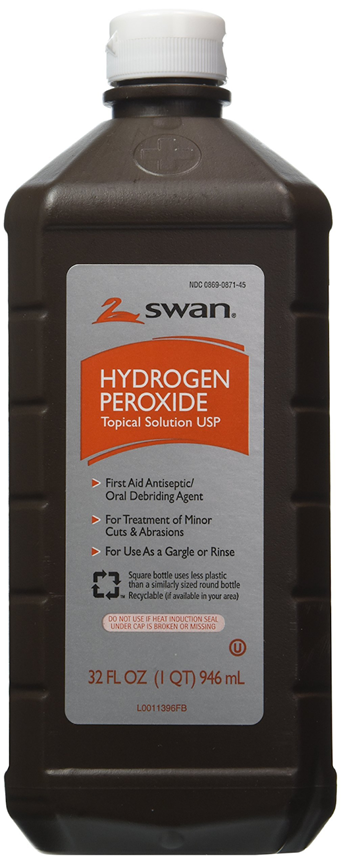 NDC 0869-0871-45
swan®
HYDROGEN
PEROXIDE
Topical Solution USP
First Aid Antiseptic/
Oral Debriding Agent
For Treatment of Minor
Cuts & Abrasions
For Use As a Gargle or Rinse
Square bottle uses less plastic
than a similarly sized round bottle
Recyclable (if available in your area)
DO NOT USE IF HEAT INDUCTION SEAL
UNDER CAP IS BROKEN OR MISSING
U
32 FL OZ (1 QT) 946 mL
L0011396FB